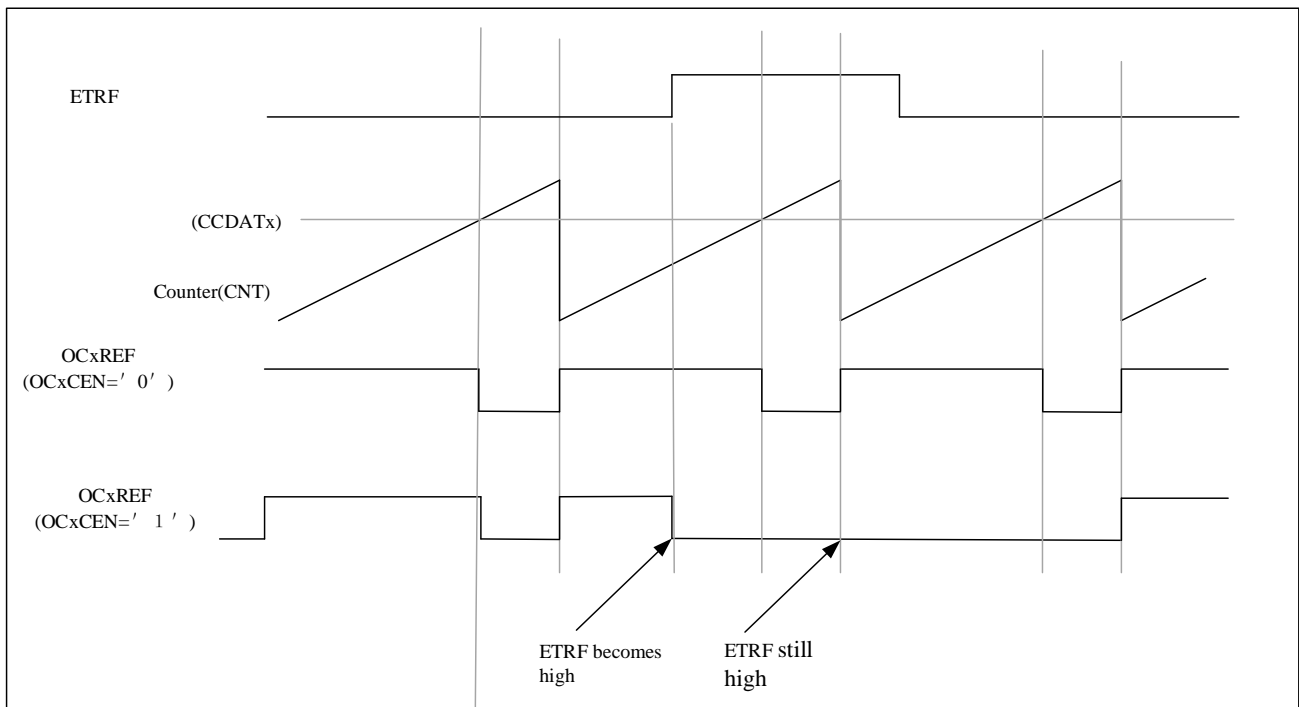 ETRF
(CCDATx)
Counter(CNT)
OCxREF
(OCxCEN=′ 0′ )
OCxREF
(OCxCEN=′ 1 ′ )
ETRF becomes
high
ETRF still
high